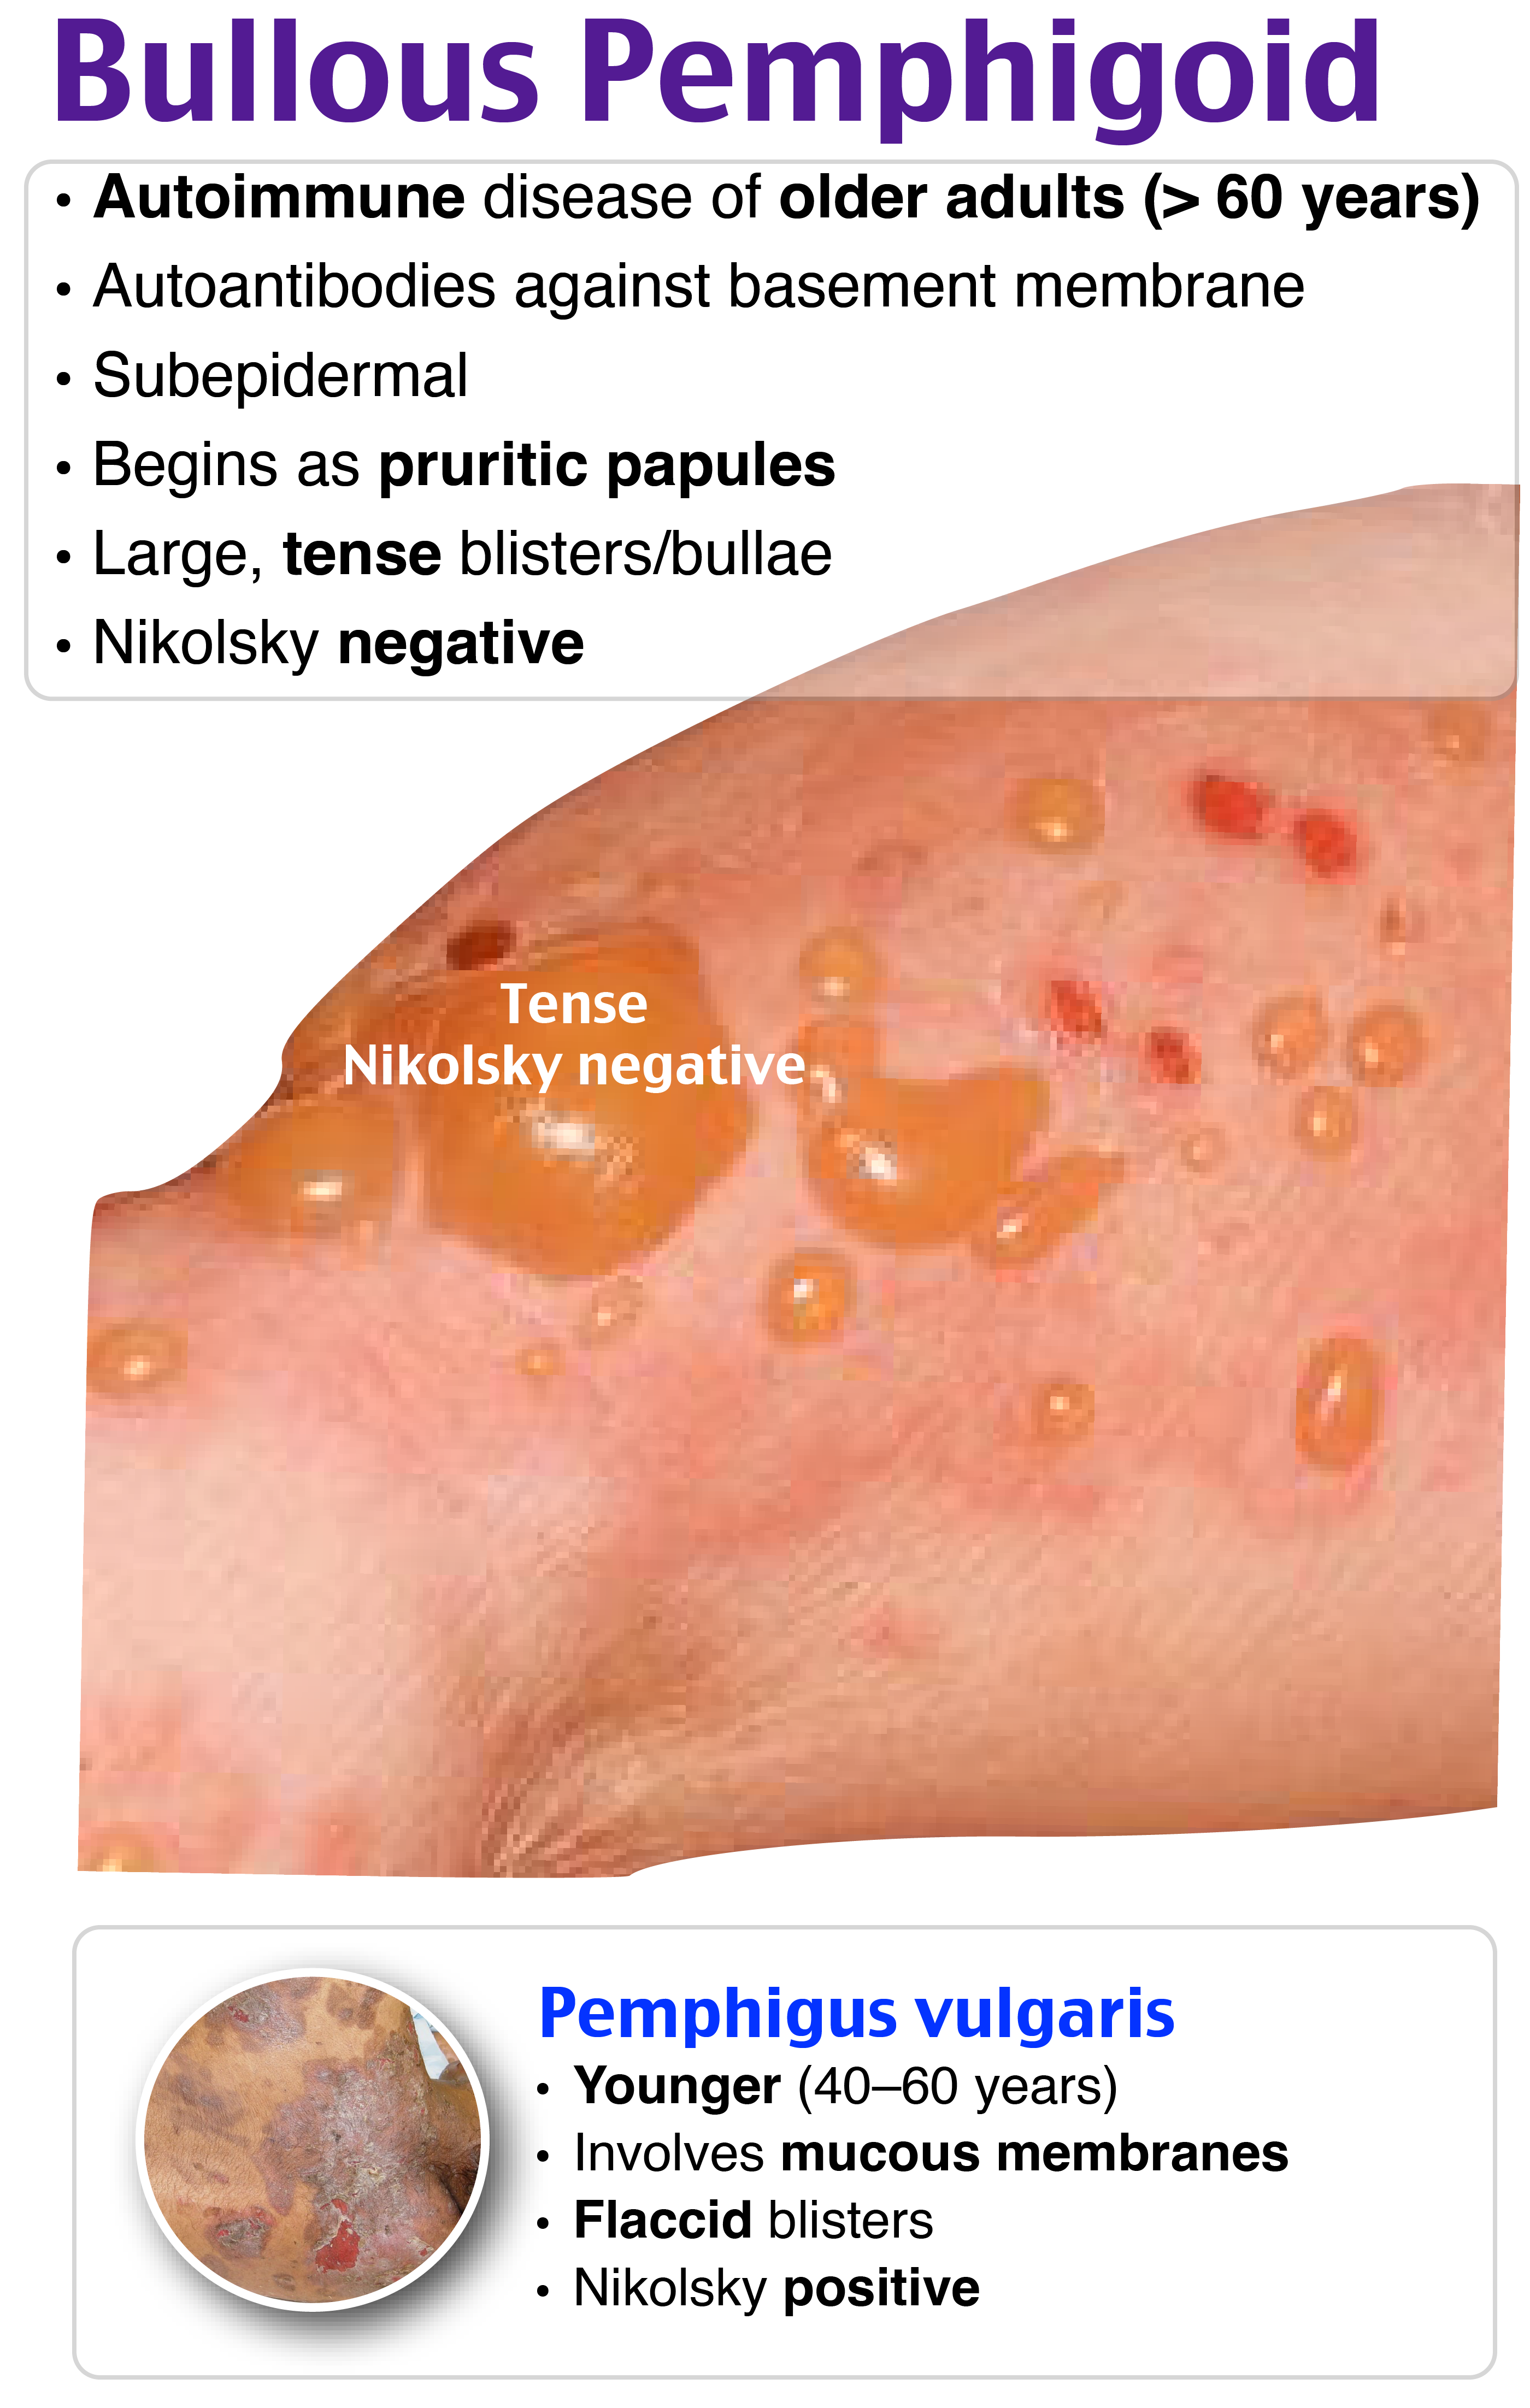 Bullous Pemphigoid
• Autoimmune disease of older adults (> 60 years)
• Autoantibodies against basement membrane
• Subepidermal
• Begins as pruritic papules
• Large, tense blisters/bullae
• Nikolsky negative
Tense
Nikolsky negative
Pemphigus vulgaris
• Younger (40–60 years)
• Involves mucous membranes
• Flaccid blisters
• Nikolsky positive